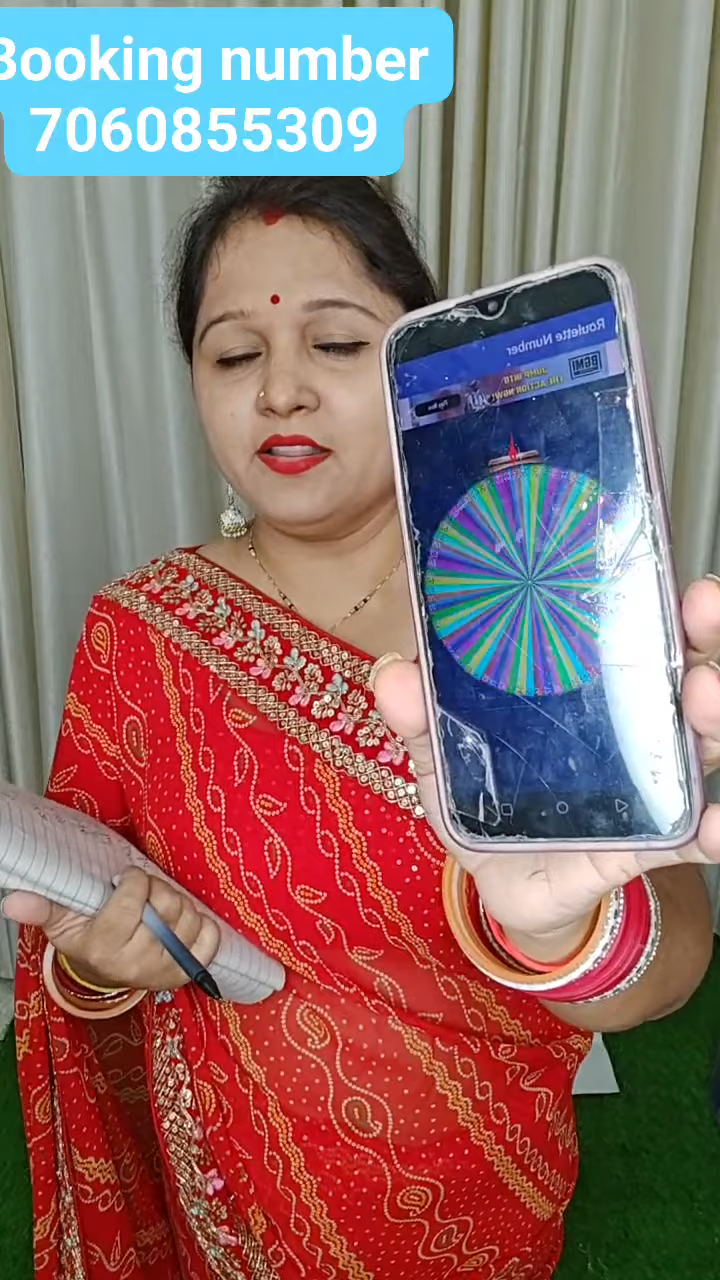 Booking number
7060855309
Roulette Number
BGMI
JUMP INTO
THE ACTION NOW!